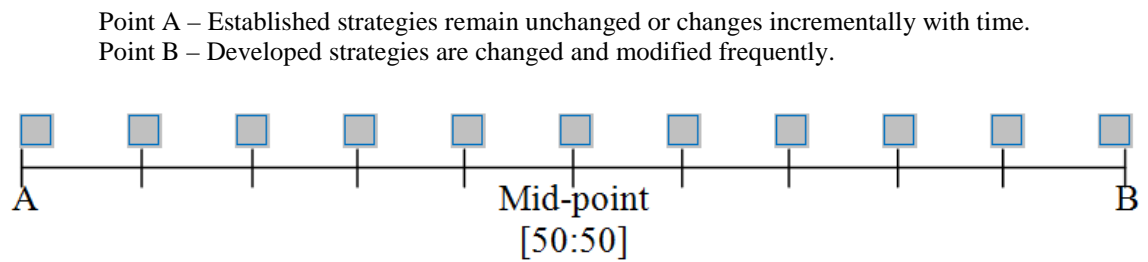 Point A – Established strategies remain unchanged or changes incrementally with time.
Point B – Developed strategies are changed and modified frequently.
A
Mid-point
B
[50:50]